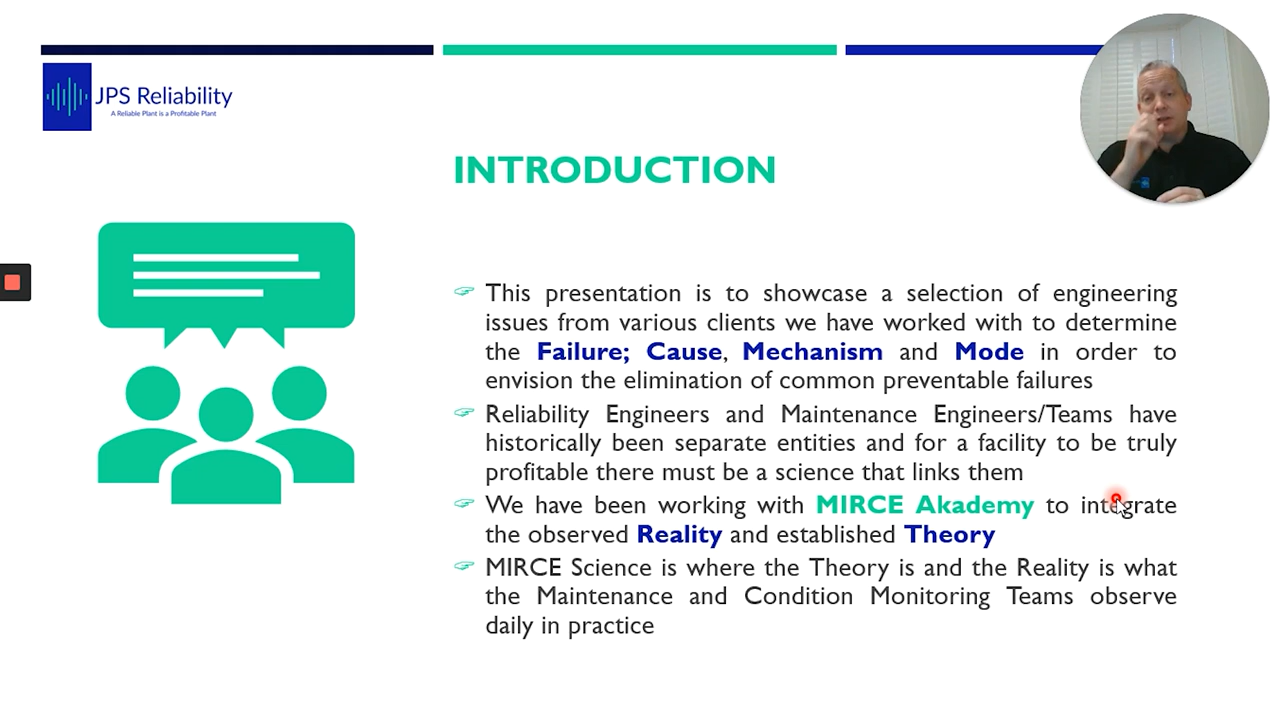 JPS Reliability
A Reliable Plant is a Profitable Plant
INTRODUCTION
This presentation is to showcase a selection of engineering
issues from various clients we have worked with to determine
the Failure; Cause, Mechanism and Mode in order to
envision the elimination of common preventable failures
Reliability Engineers and Maintenance Engineers/Teams have
historically been separate entities and for a facility to be truly
profitable there must be a science that links them
We have been working with MIRCE Akademy to integrate
the observed Reality and established Theory
MIRCE Science is where the Theory is and the Reality is what
the Maintenance and Condition Monitoring Teams observe
daily in practice